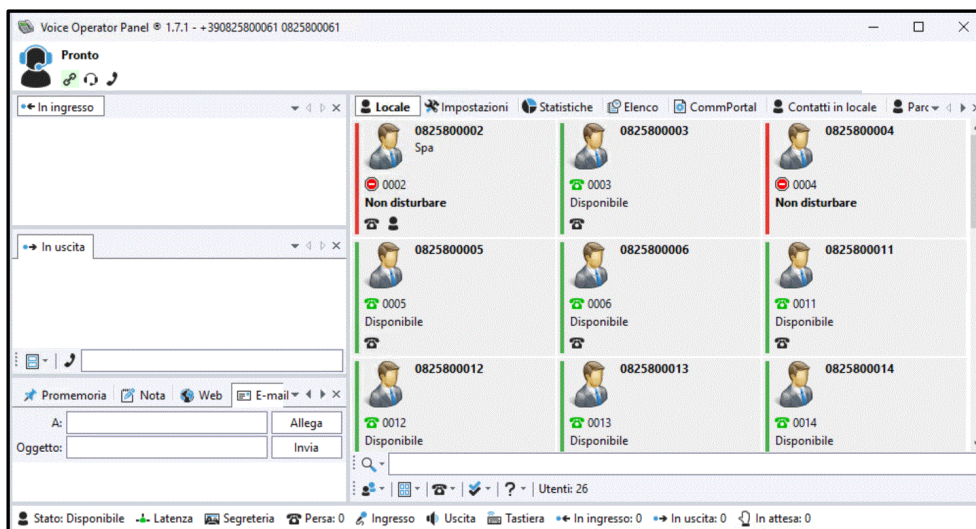 Voice Operator Panel ® 1.7.1 - +390825800061 0825800061
Pronto
In ingresso
Locale Impostazioni Statistiche Elenco CommPortal Contatti in locale Parc
0825800002 0825800003 0825800004
Spa
0002 0003 0004
Non disturbare Disponibile Non disturbare
In uscita
0825800005 0825800006 0825800011
0005 0006 0011
Disponibile Disponibile Disponibile
0825800012 0825800013 0825800014
Promemoria Nota Web E-mail
A: Allega
0012 0013 0014
Oggetto: Invia
Disponibile Disponibile Disponibile
? Utenti: 26
Stato: Disponibile Latenza Segreteria Persa: 0 Ingresso Uscita Tastiera In ingresso: 0 In uscita: 0 In attesa: 0